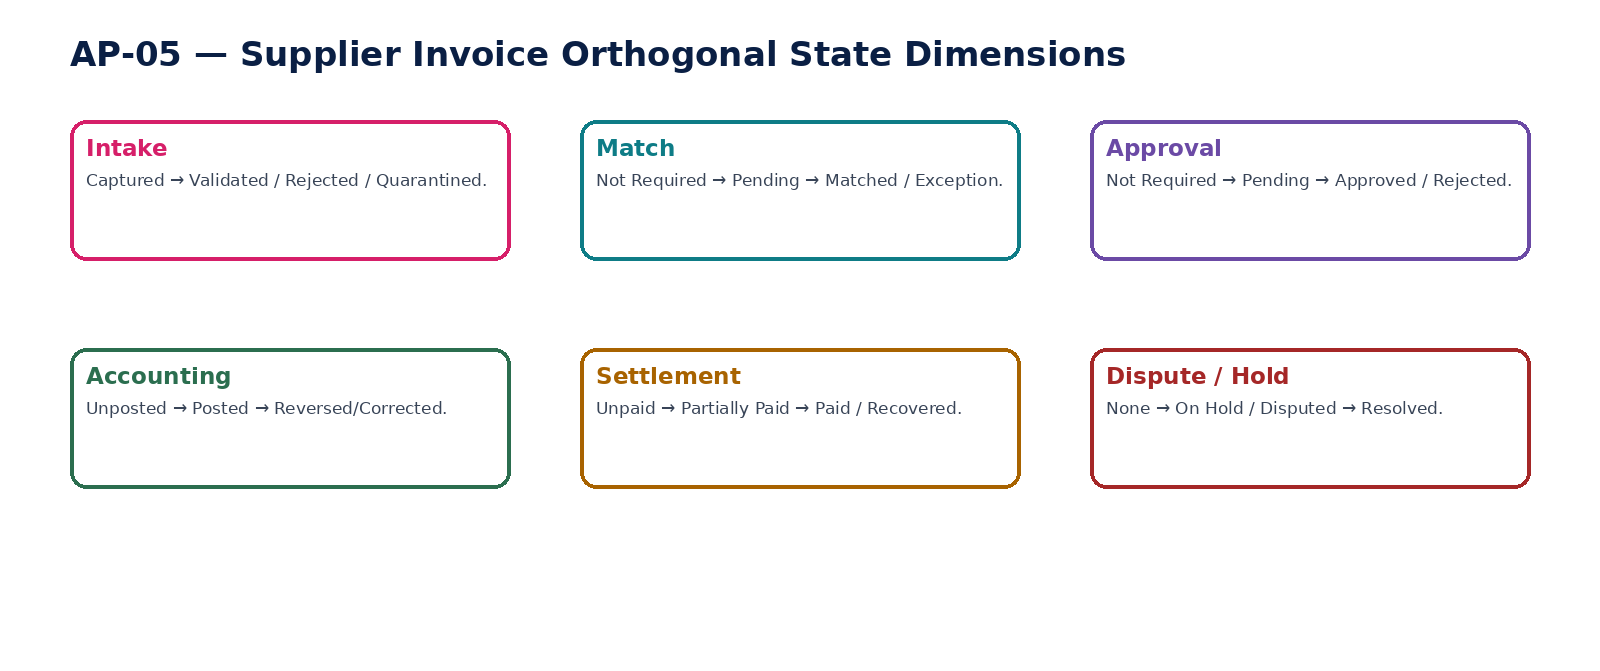 AP-05 — Supplier Invoice Orthogonal State Dimensions
Intake
Captured → Validated / Rejected / Quarantined.
Match
Not Required → Pending → Matched / Exception.
Approval
Not Required → Pending → Approved / Rejected.
Accounting
Unposted → Posted → Reversed/Corrected.
Settlement
Unpaid → Partially Paid → Paid / Recovered.
Dispute / Hold
None → On Hold / Disputed → Resolved.